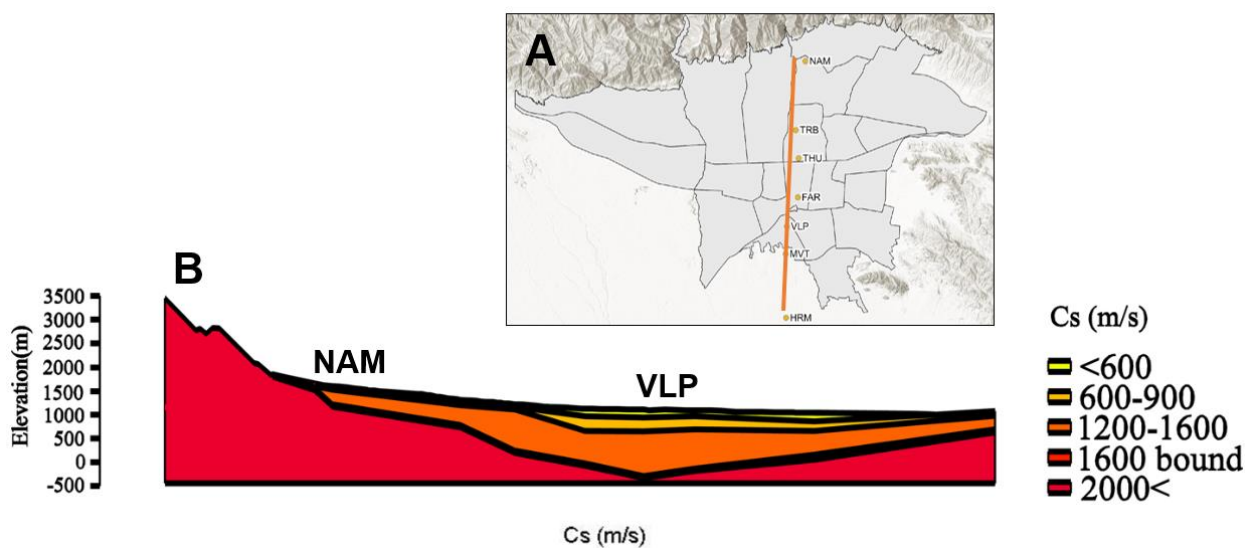 A
NAM
TRB
THU
FAR
VLP
MVT
HRM
B
3500
3000
2500
2000
1500
1000
500
0
-500
Elevation(m)
NAM
VLP
Cs (m/s)
Cs (m/s)
<600
600-900
1200-1600
1600 bound
2000<